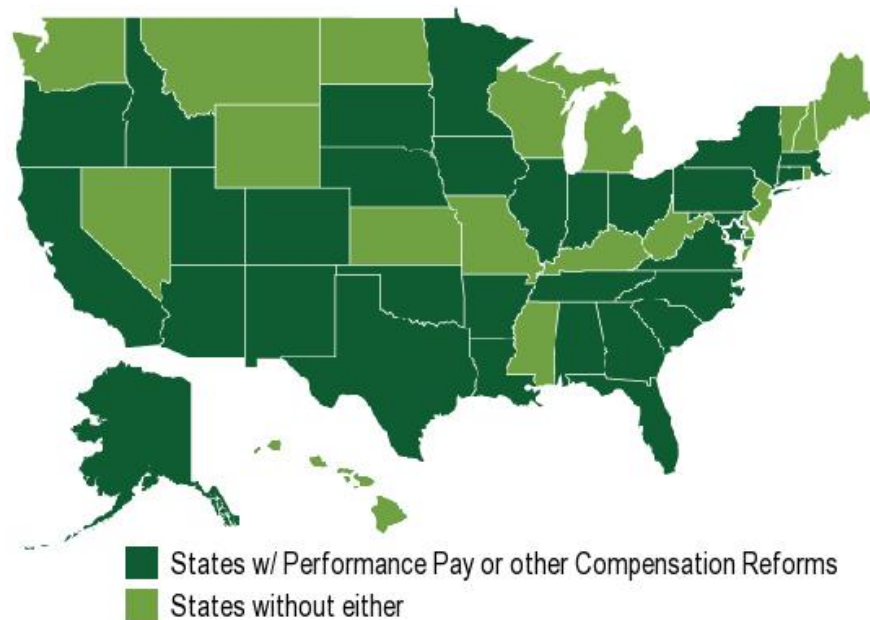 States w/ Performance Pay or other Compensation Reforms
States without either